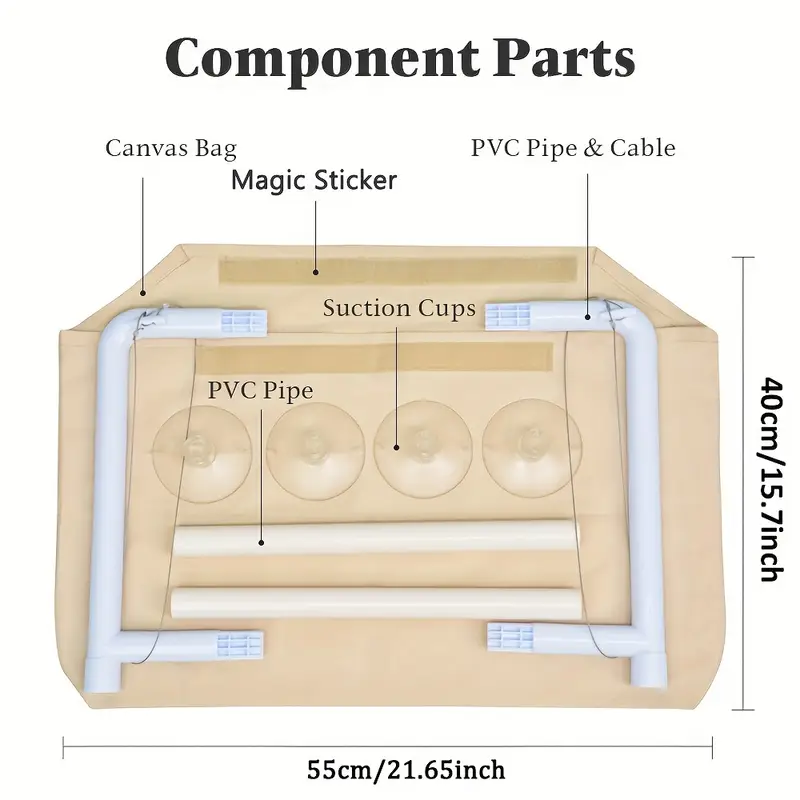 Component Parts
Canvas Bag
PVC Pipe & Cable
Magic Sticker
Suction Cups
PVC Pipe
40cm/15.7inch
55cm/21.65inch